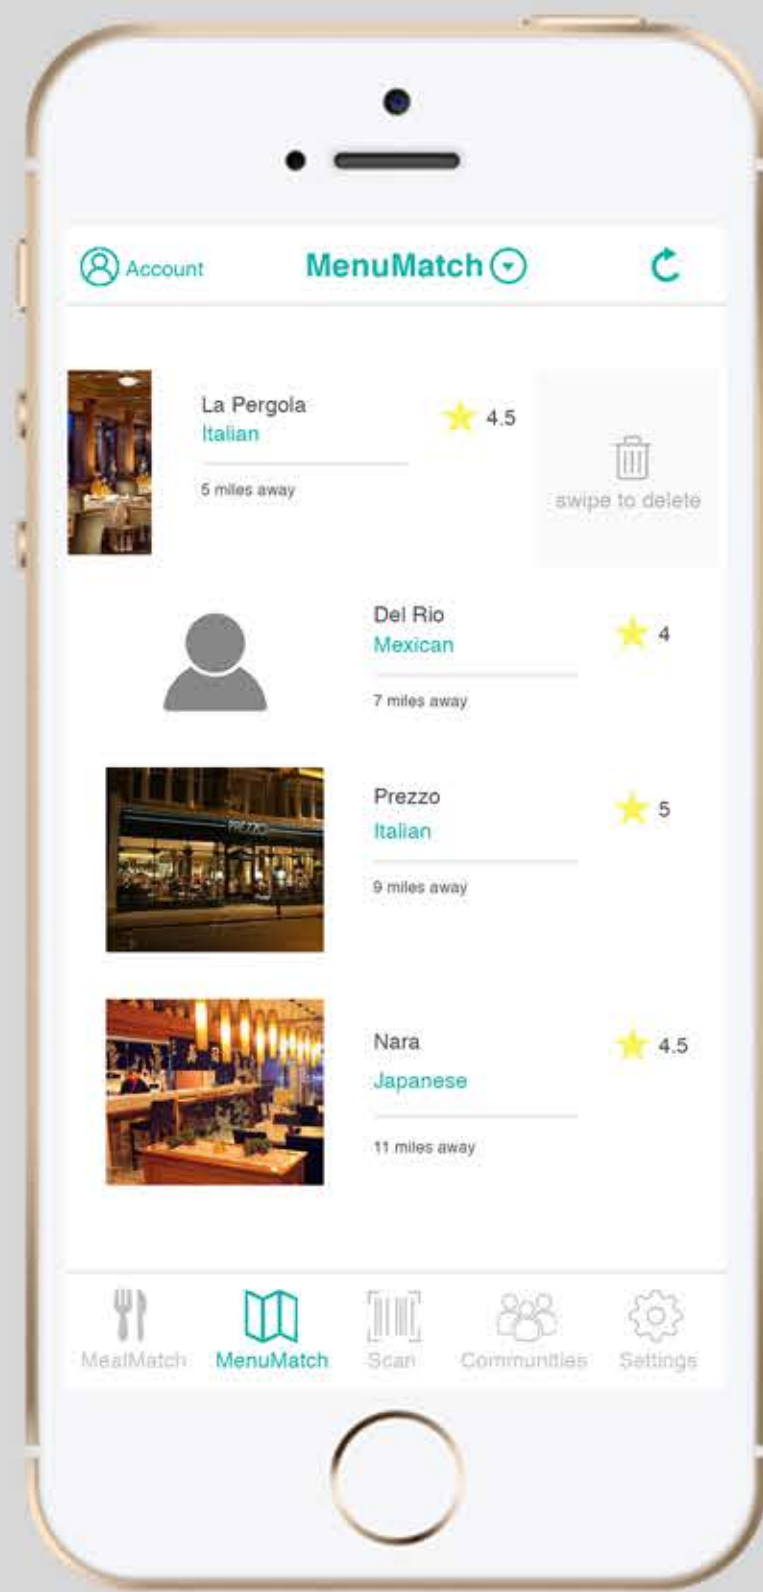 Account
MenuMatch
La Pergola
4.5
Italian
5 miles away
swipe to delete
Del Rio
4
Mexican
7 miles away
PREZZO
Prezzo
5
Italian
9 miles away
Nara
4.5
Japanese
11 miles away
MealMatch
MenuMatch
Scan
Communities
Settings